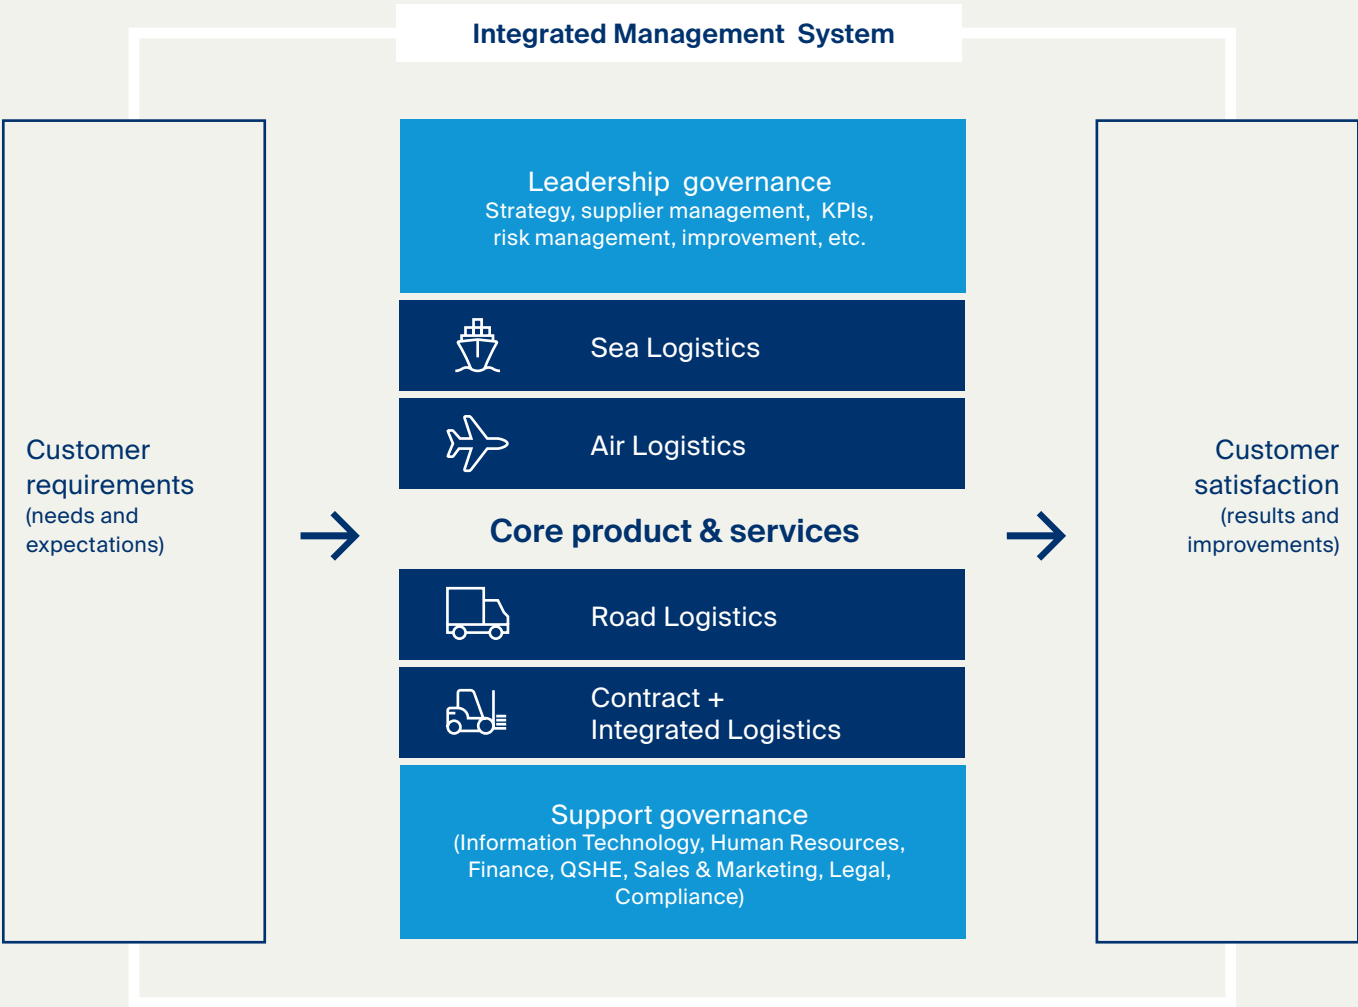 Integrated Management System
Customer
requirements
(needs and
expectations)
Leadership governance
Strategy, supplier management, KPIs,
risk management, improvement, etc.
Sea Logistics
Air Logistics
Core product & services
Road Logistics
Contract +
Integrated Logistics
Support governance
(Information Technology, Human Resources,
Finance, QSHE, Sales & Marketing, Legal,
Compliance)
Customer
satisfaction
(results and
improvements)